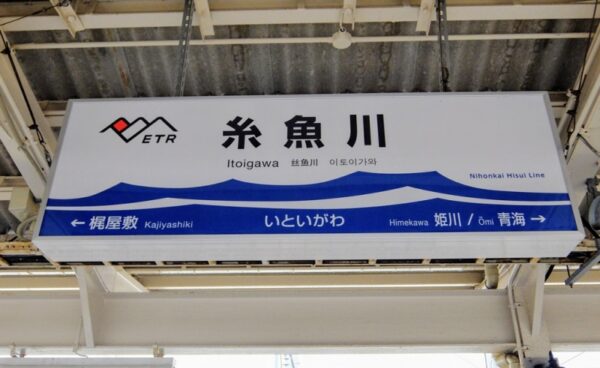 ETR
糸魚川
Itoigawa 丝鱼川 이토이가와
Nihonkai Hisui Line
← 梶屋敷 Kajiyashiki いといがわ Himekawa 姫川 / Ōmi 青海 →